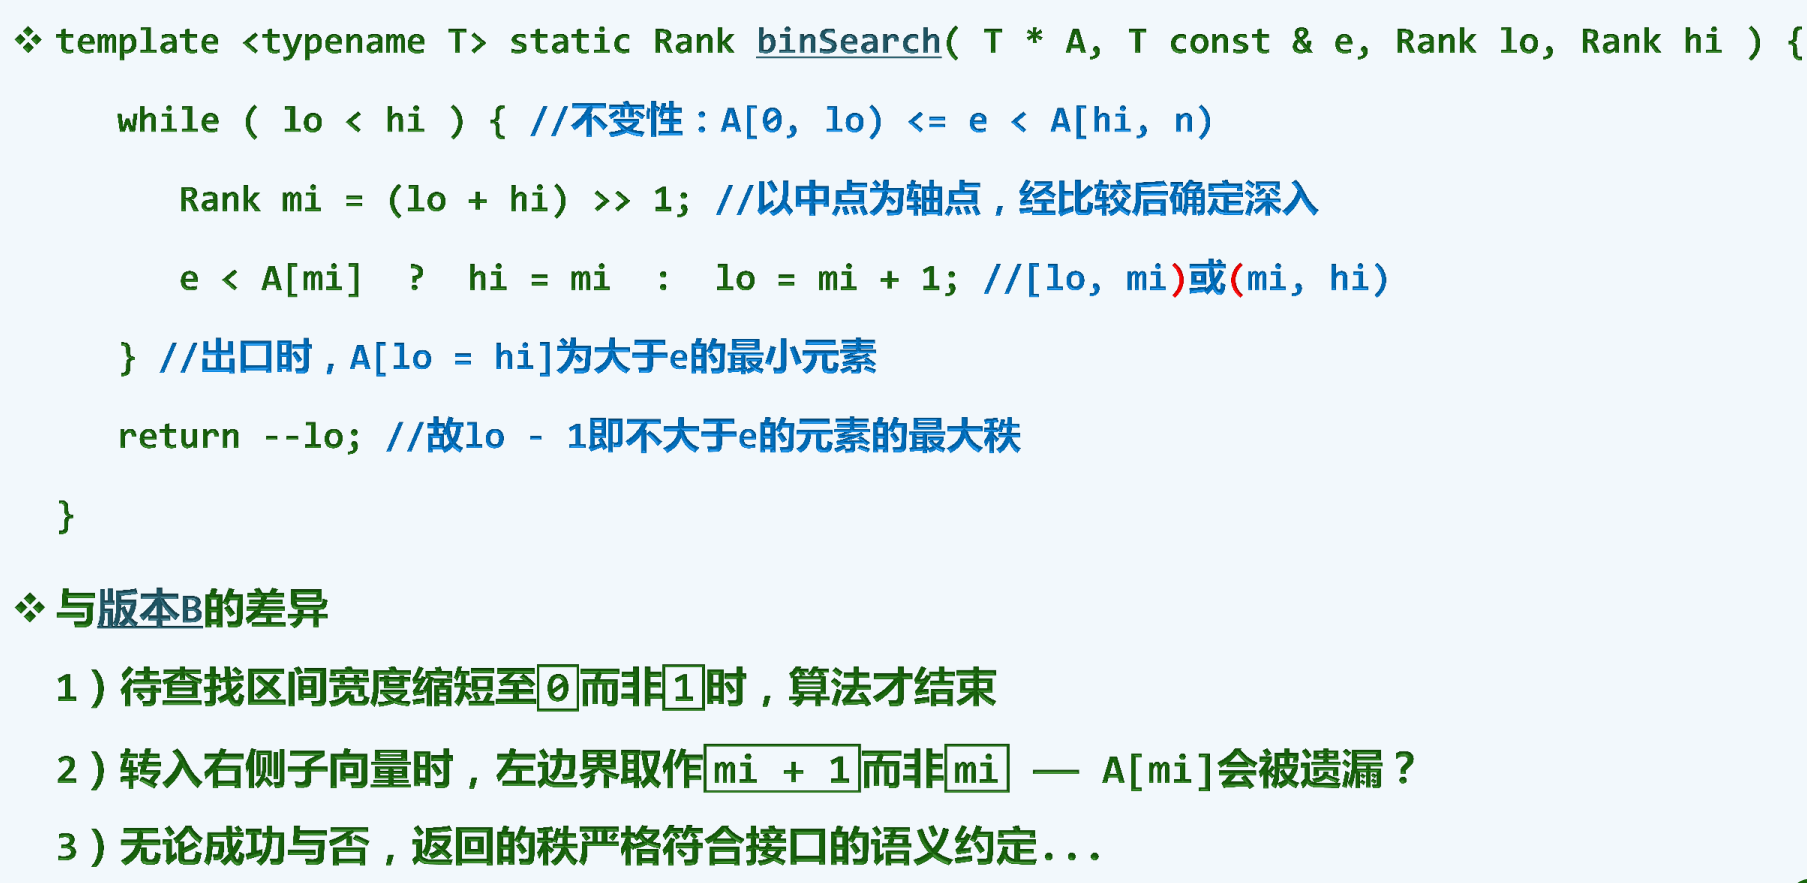 ❖ template <typename T> static Rank binSearch( T * A, T const & e, Rank lo, Rank hi ) {
while ( lo < hi ) { //不变性：A[0, lo) <= e < A[hi, n)
Rank mi = (lo + hi) >> 1; //以中点为轴点，经比较后确定深入
e < A[mi] ? hi = mi : lo = mi + 1; //[lo, mi)或(mi, hi)
} //出口时，A[lo = hi]为大于e的最小元素
return --lo; //故lo - 1即不大于e的元素的最大秩
}
❖ 与版本B的差异
1）待查找区间宽度缩短至0而非1时，算法才结束
2）转入右侧子向量时，左边界取作mi + 1而非mi —— A[mi]会被遗漏？
3）无论成功与否，返回的秩严格符合接口的语义约定...